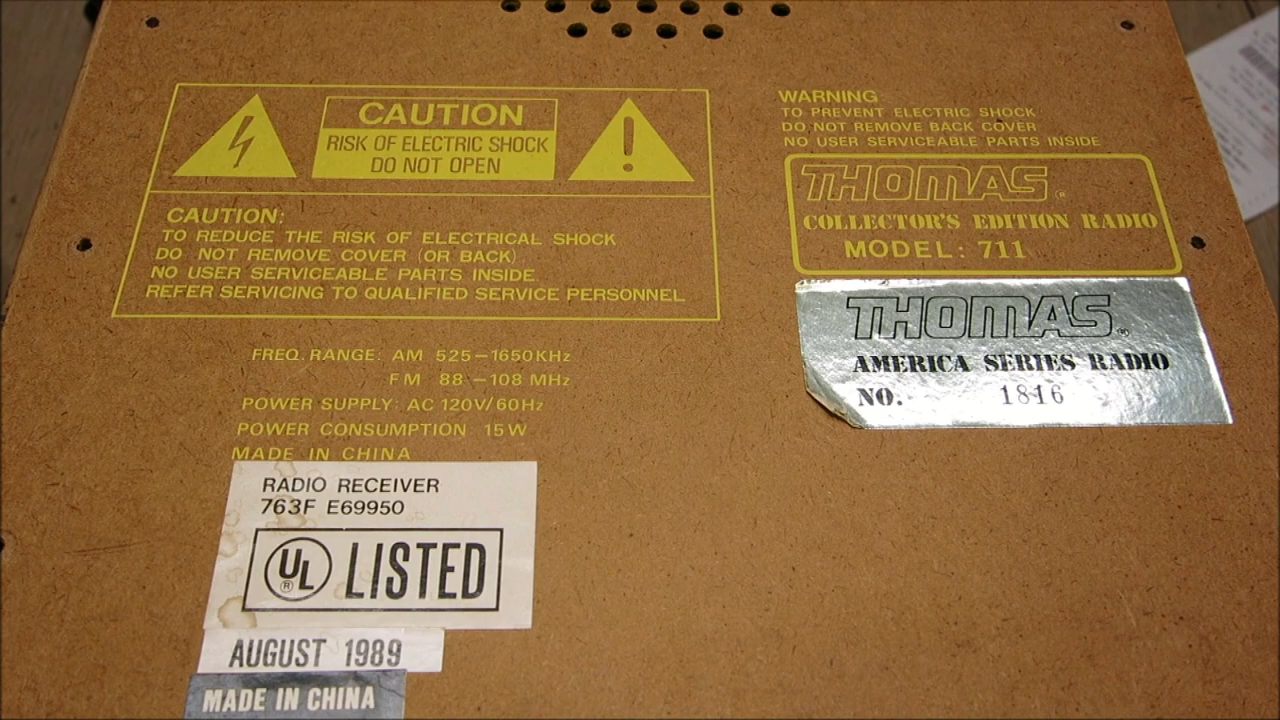 CAUTION
RISK OF ELECTRIC SHOCK
DO NOT OPEN
CAUTION:
TO REDUCE THE RISK OF ELECTRICAL SHOCK
DO NOT REMOVE COVER (OR BACK)
NO USER SERVICEABLE PARTS INSIDE.
REFER SERVICING TO QUALIFIED SERVICE PERSONNEL
WARNING:
TO PREVENT ELECTRIC SHOCK
DO NOT REMOVE BACK COVER
NO USER SERVICEABLE PARTS INSIDE
THOMAS®
COLLECTOR'S EDITION RADIO
MODEL: 711
THOMAS®
AMERICA SERIES RADIO
NO. 1816
FREQ. RANGE: AM 525-1650KHz
FM 88-108 MHz
POWER SUPPLY: AC 120V/60Hz
POWER CONSUMPTION 15W
MADE IN CHINA
RADIO RECEIVER
763F E69950
UL® LISTED
AUGUST 1989
MADE IN CHINA